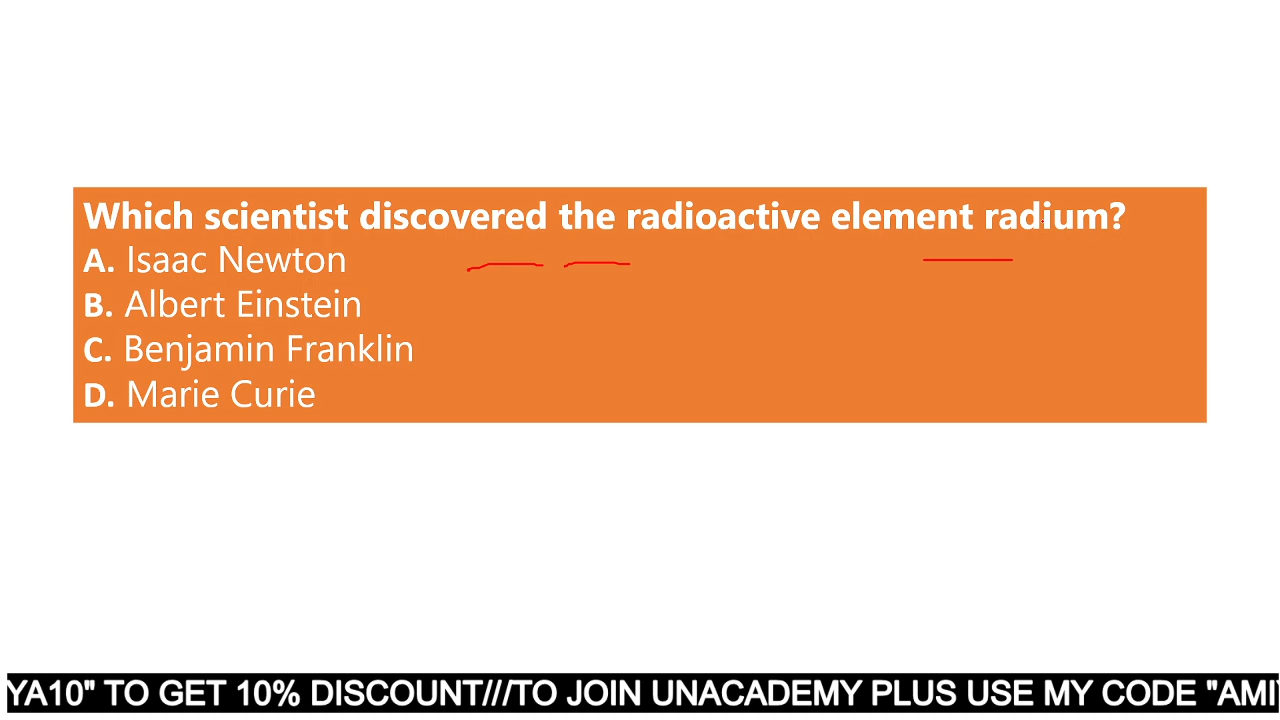 Which scientist discovered the radioactive element radium?
A. Isaac Newton
B. Albert Einstein
C. Benjamin Franklin
D. Marie Curie
YA10" TO GET 10% DISCOUNT///TO JOIN UNACADEMY PLUS USE MY CODE "AMI